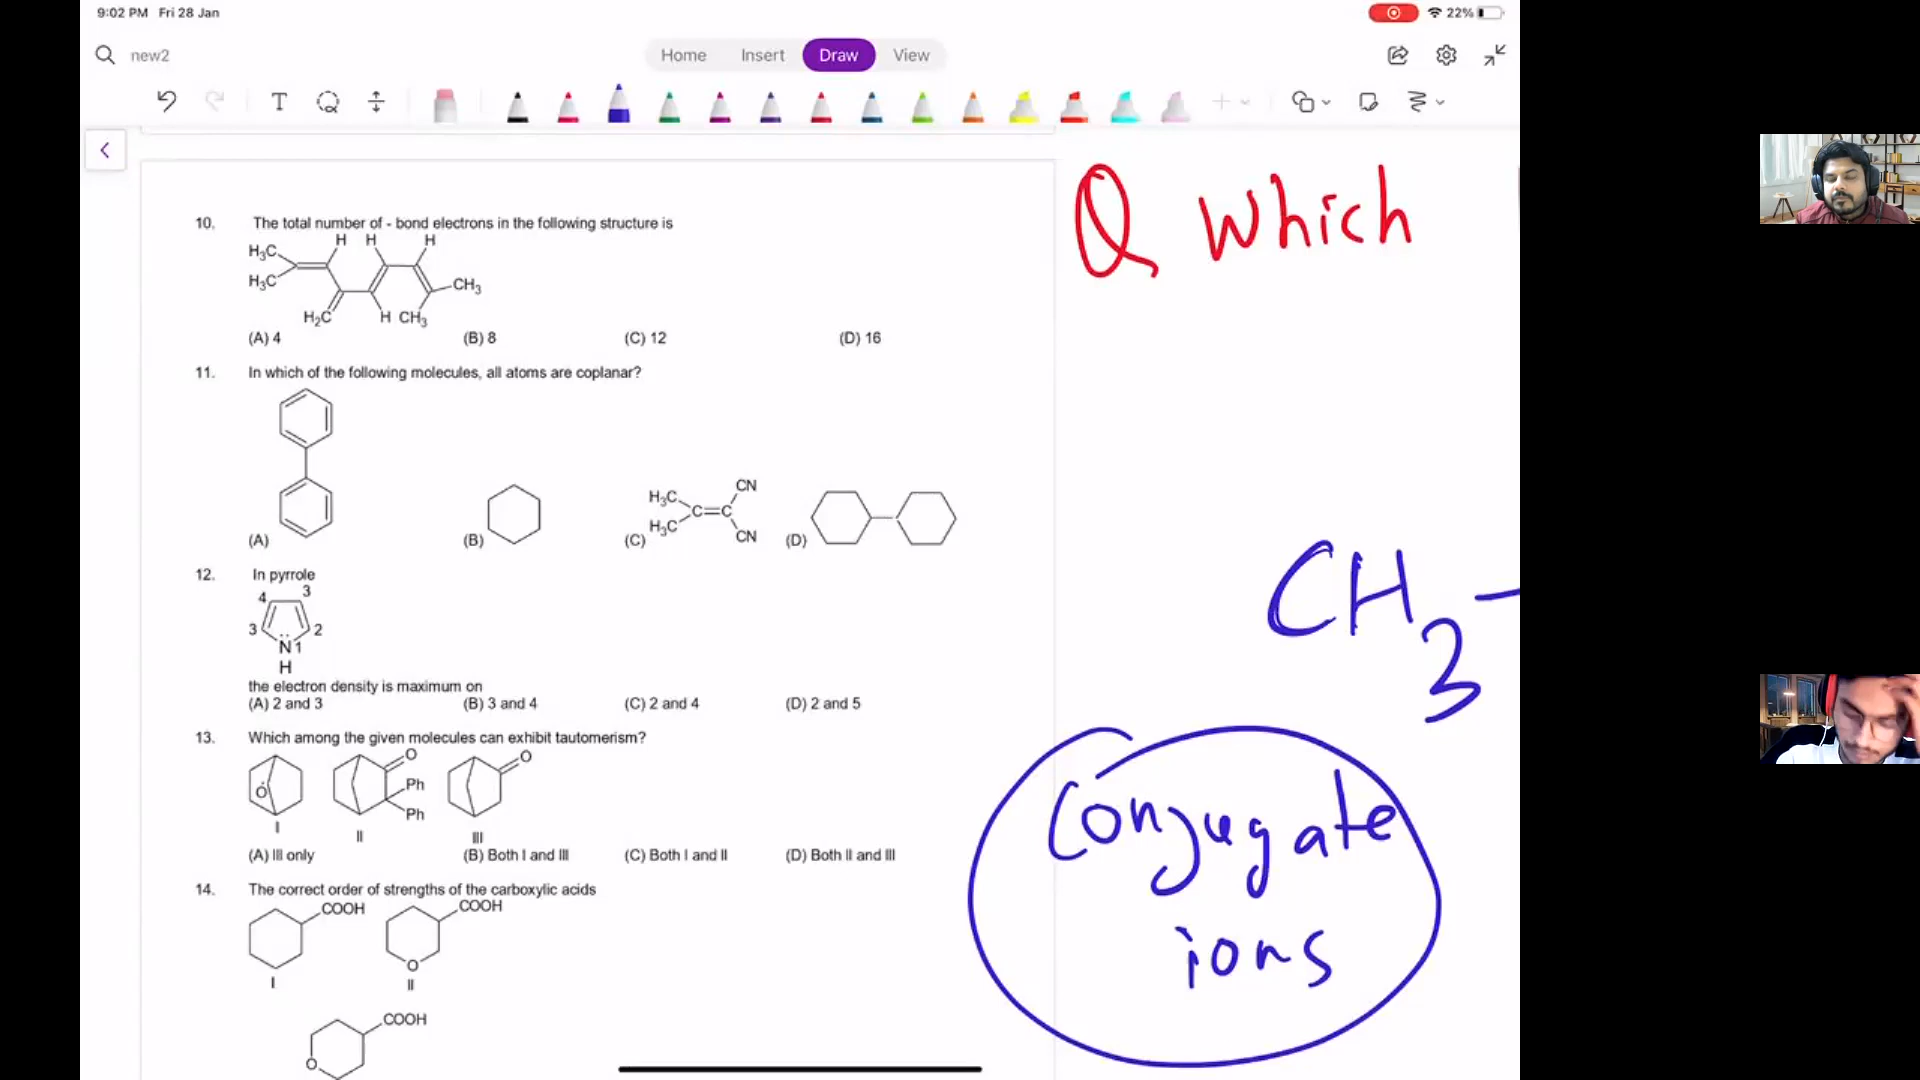 9:02 PM Fri 28 Jan
22%
new2
Home Insert Draw View
T
10. The total number of - bond electrons in the following structure is
H H H
H3C
H3C
CH3
H2C H CH3
(A) 4 (B) 8 (C) 12 (D) 16
11. In which of the following molecules, all atoms are coplanar?
CN
H3C
C=C
H3C
CN
(A) (B) (C) (D)
12. In pyrrole
4 3
3 2
N 1
H
the electron density is maximum on
(A) 2 and 3 (B) 3 and 4 (C) 2 and 4 (D) 2 and 5
13. Which among the given molecules can exhibit tautomerism?
O O
O Ph
Ph
I II III
(A) III only (B) Both I and III (C) Both I and II (D) Both II and III
14. The correct order of strengths of the carboxylic acids
COOH COOH
O
I II
COOH
O
Q Which
CH3-
Conjugate
ions